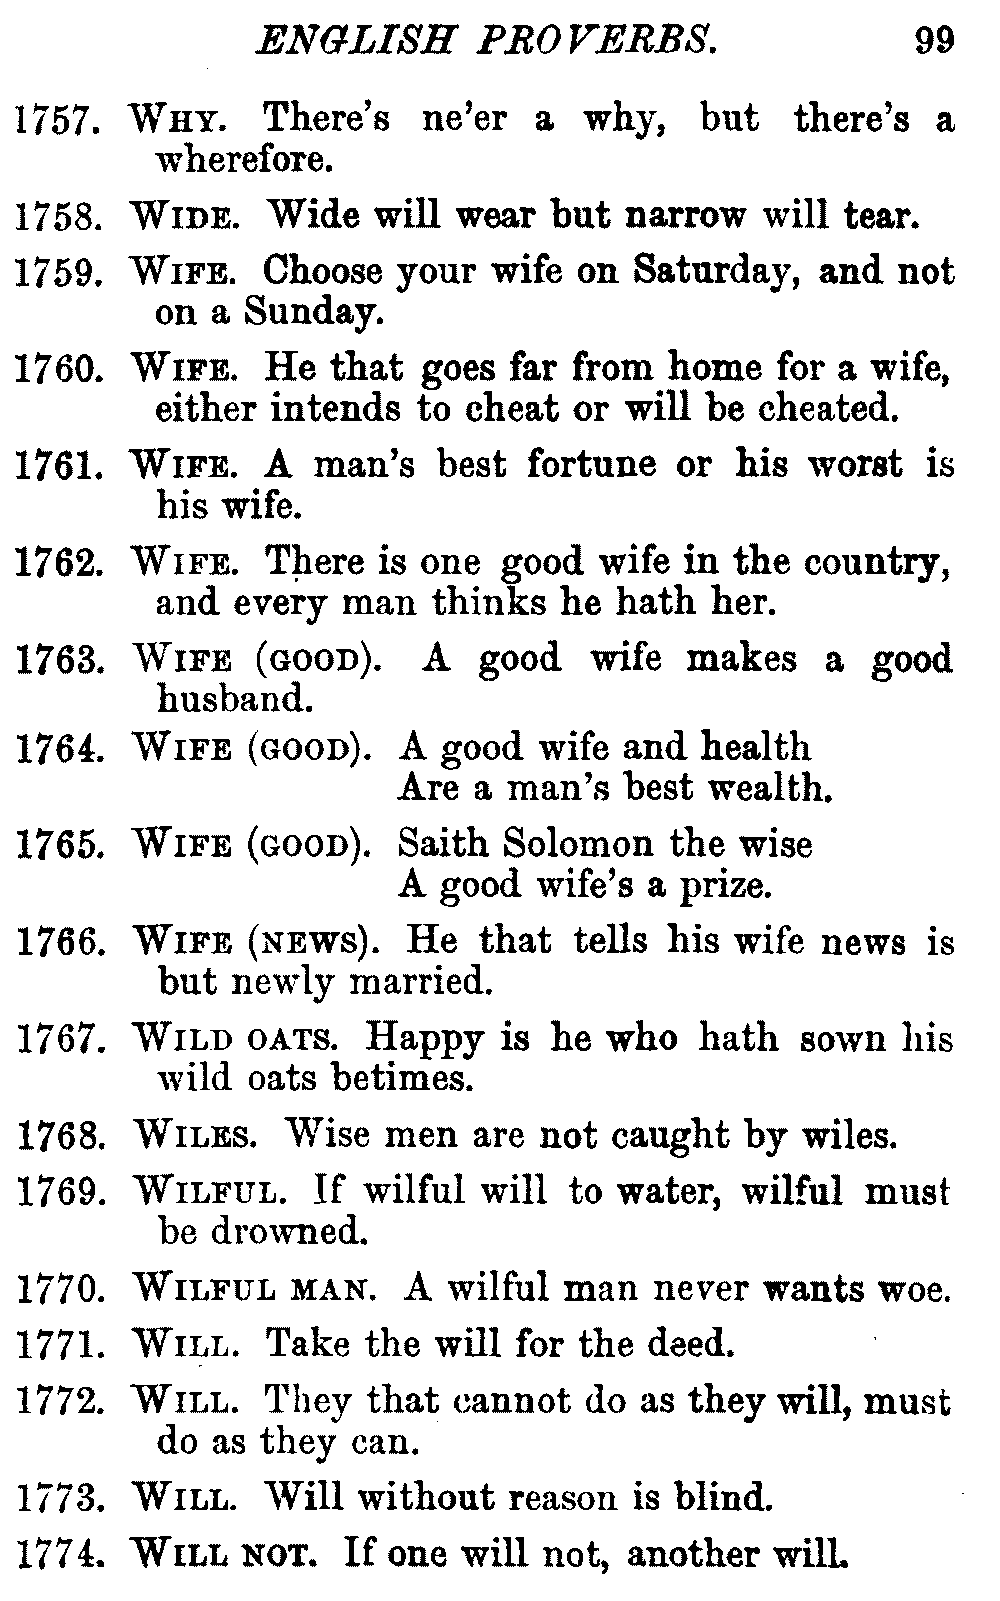 ENGLISH PROVERBS. 99
1757. WHY. There's ne'er a why, but there's a
wherefore.
1758. WIDE. Wide will wear but narrow will tear.
1759. WIFE. Choose your wife on Saturday, and not
on a Sunday.
1760. WIFE. He that goes far from home for a wife,
either intends to cheat or will be cheated.
1761. WIFE. A man's best fortune or his worst is
his wife.
1762. WIFE. There is one good wife in the country,
and every man thinks he hath her.
1763. WIFE (GOOD). A good wife makes a good
husband.
1764. WIFE (GOOD). A good wife and health
Are a man's best wealth.
1765. WIFE (GOOD). Saith Solomon the wise
A good wife's a prize.
1766. WIFE (NEWS). He that tells his wife news is
but newly married.
1767. WILD OATS. Happy is he who hath sown his
wild oats betimes.
1768. WILES. Wise men are not caught by wiles.
1769. WILFUL. If wilful will to water, wilful must
be drowned.
1770. WILFUL MAN. A wilful man never wants woe.
1771. WILL. Take the will for the deed.
1772. WILL. They that cannot do as they will, must
do as they can.
1773. WILL. Will without reason is blind.
1774. WILL NOT. If one will not, another will.